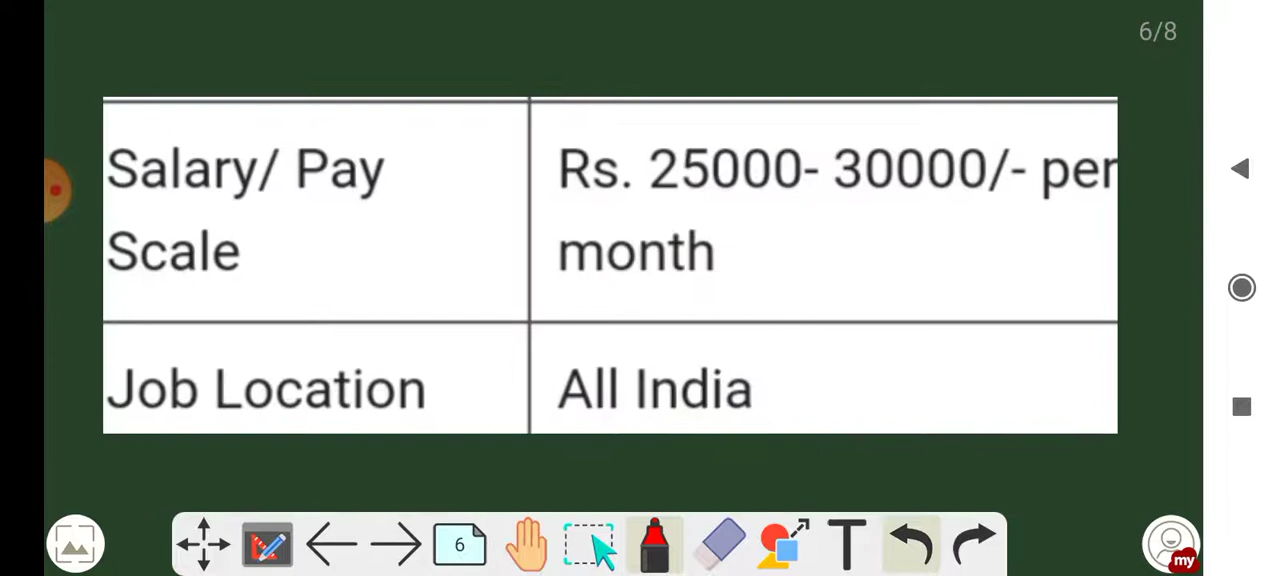 6/8
Salary/ Pay Rs. 25000- 30000/- per
Scale month
Job Location All India
6
T
my